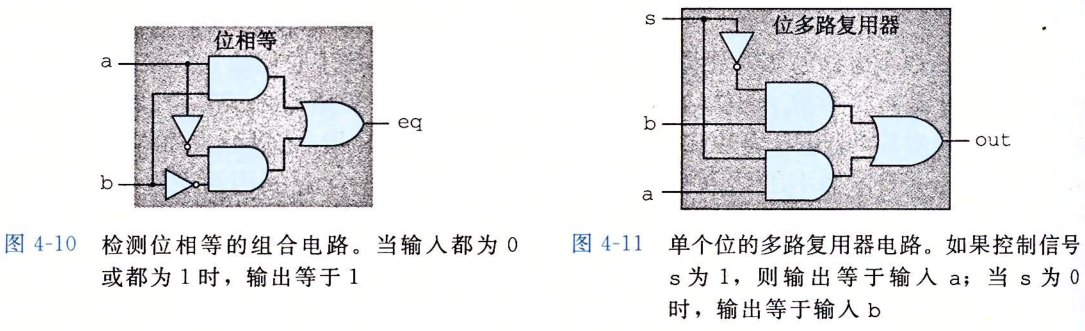 位相等
a
b
eq
图 4-10 检测位相等的组合电路。当输入都为 0
或都为 1 时，输出等于 1
位多路复用器
s
b
a
out
图 4-11 单个位的多路复用器电路。如果控制信号
s 为 1，则输出等于输入 a；当 s 为 0
时，输出等于输入 b